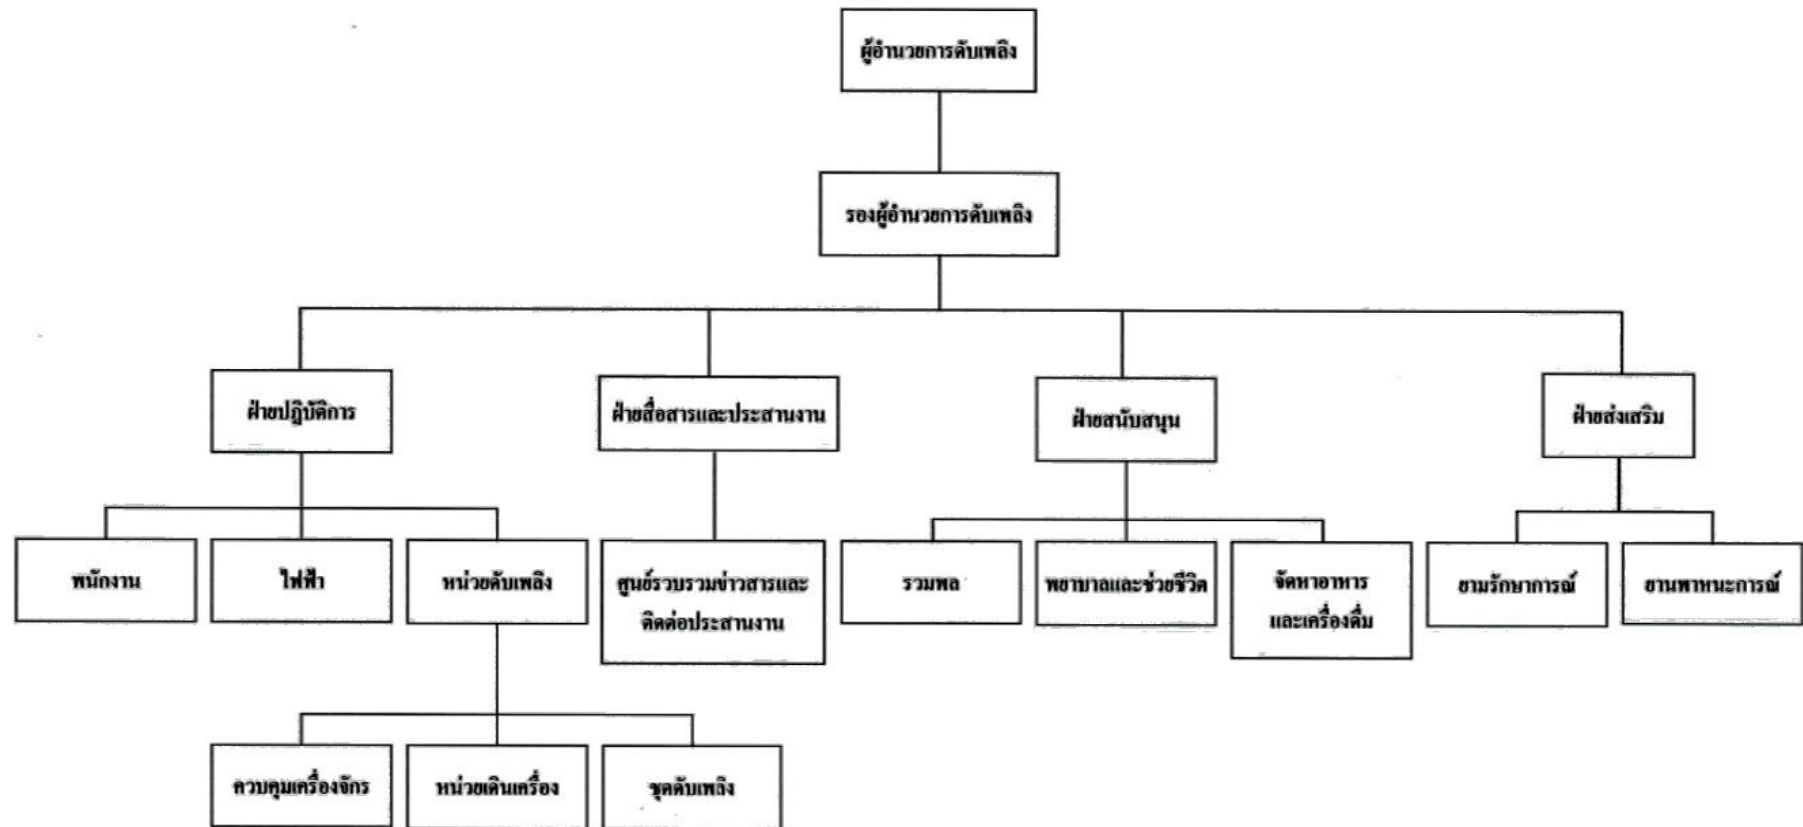 ผู้อำนวยการดับเพลิง
รองผู้อำนวยการดับเพลิง
ฝ่ายปฏิบัติการ
ฝ่ายสื่อสารและประสานงาน
ฝ่ายสนับสนุน
ฝ่ายส่งเสริม
พนักงาน
ไฟฟ้า
หน่วยดับเพลิง
ศูนย์รวบรวมข่าวสารและ
ติดต่อประสานงาน
รวมพล
พยาบาลและช่วยชีวิต
จัดหาอาหาร
และเครื่องดื่ม
ยามรักษาการณ์
ยานพาหนะการณ์
ควบคุมเครื่องจักร
หน่วยเดินเครื่อง
ชุดดับเพลิง